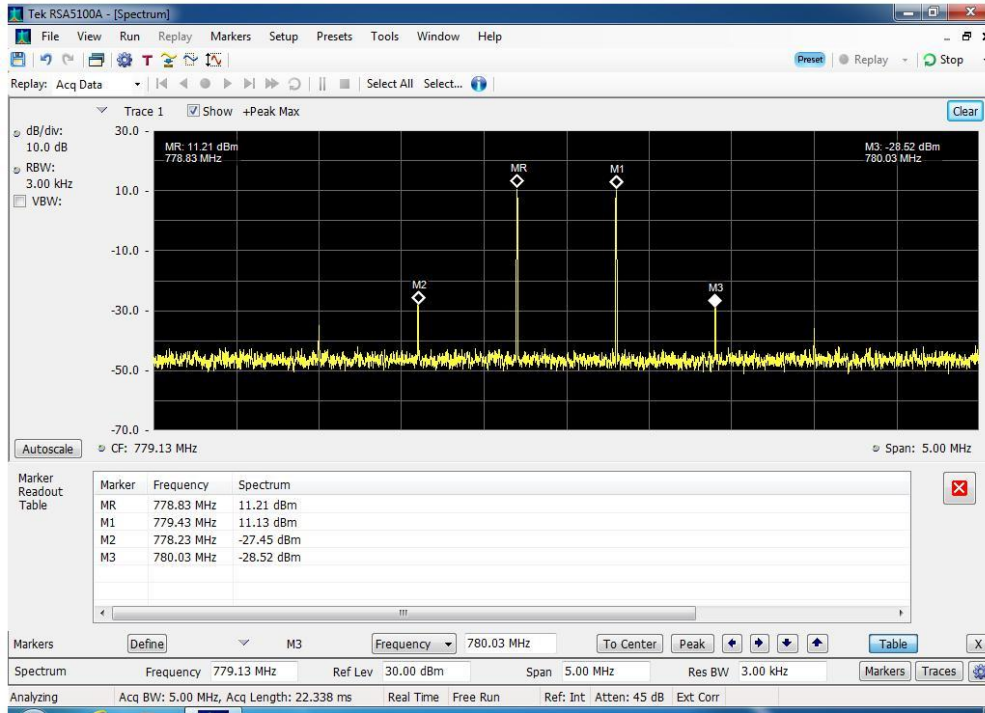 Tek RSA5100A - [Spectrum]
File View Run Replay Markers Setup Presets Tools Window Help
Preset Replay Stop
Replay: Acq Data Select All Select...
Trace 1 Show +Peak Max Clear
dB/div:
10.0 dB
RBW:
3.00 kHz
VBW:
30.0
10.0
-10.0
-30.0
-50.0
-70.0
MR: 11.21 dBm
778.83 MHz
M3: -28.52 dBm
780.03 MHz
MR
M1
M2
M3
Autoscale CF: 779.13 MHz Span: 5.00 MHz
Marker
Readout
Table
Marker Frequency Spectrum
MR 778.83 MHz 11.21 dBm
M1 779.43 MHz 11.13 dBm
M2 778.23 MHz -27.45 dBm
M3 780.03 MHz -28.52 dBm
Markers Define M3 Frequency 780.03 MHz To Center Peak Table X
Spectrum Frequency 779.13 MHz Ref Lev 30.00 dBm Span 5.00 MHz Res BW 3.00 kHz Markers Traces
Analyzing Acq BW: 5.00 MHz, Acq Length: 22.338 ms Real Time Free Run Ref: Int Atten: 45 dB Ext Corr